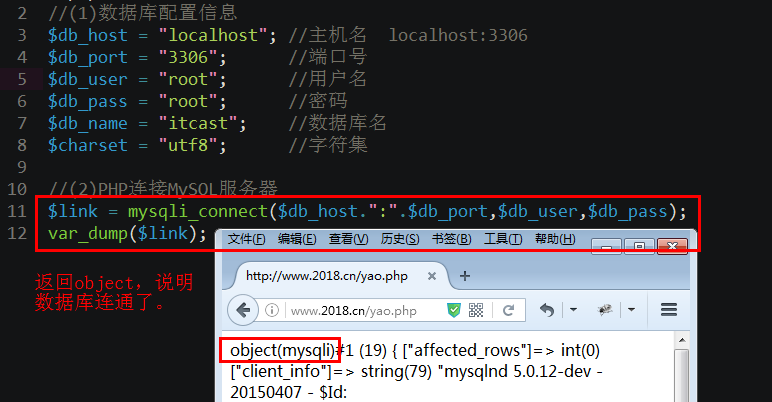 2 //(1)数据库配置信息
3 $db_host = "localhost"; //主机名 localhost:3306
4 $db_port = "3306"; //端口号
5 $db_user = "root"; //用户名
6 $db_pass = "root"; //密码
7 $db_name = "itcast"; //数据库名
8 $charset = "utf8"; //字符集
9
10 //(2)PHP连接MySQL服务器
11 $link = mysqli_connect($db_host.":".$db_port,$db_user,$db_pass);
12 var_dump($link);
返回object，说明
数据库连通了。
文件(F) 编辑(E) 查看(V) 历史(S) 书签(B) 工具(T) 帮助(H)
http://www.2018.cn/yao.php
www.2018.cn/yao.php
object(mysqli)#1 (19) { ["affected_rows"]=> int(0)
["client_info"]=> string(79) "mysqlnd 5.0.12-dev -
20150407 - $Id: